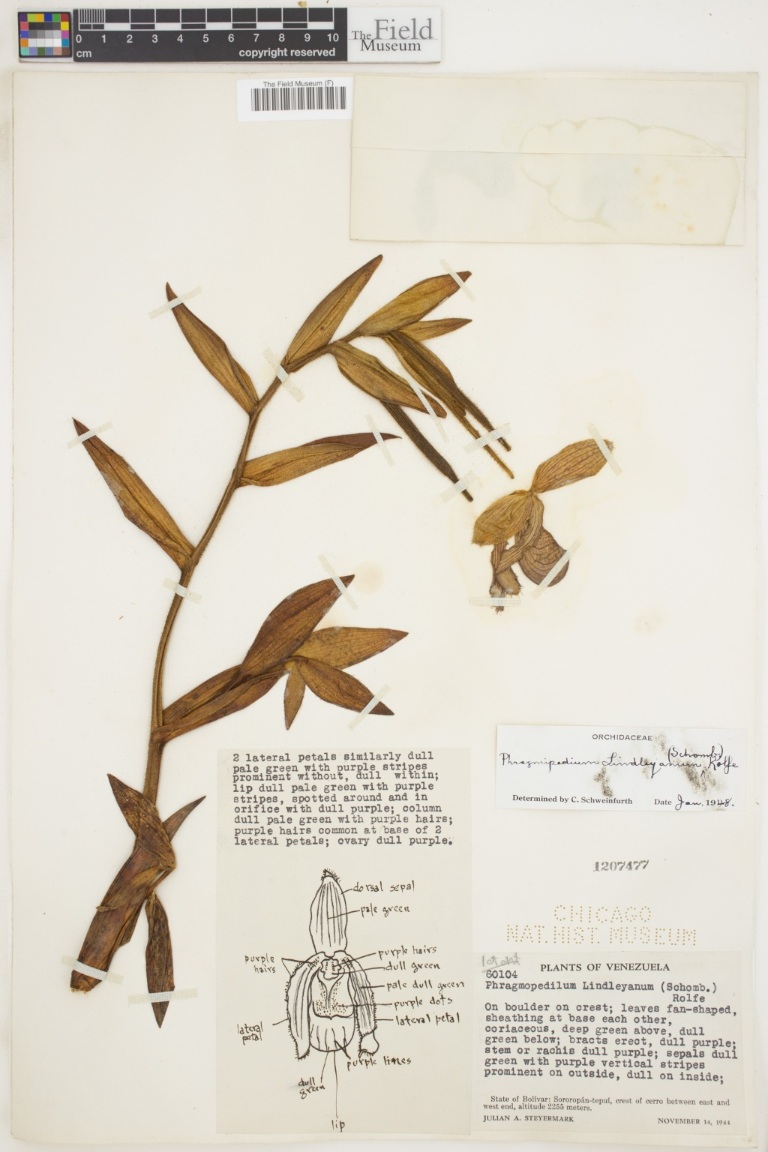 0 1 2 3 4 5 6 7 8 9 10
cm
copyright reserved
The Field
Museum
The Field Museum (F)
ORCHIDACEAE
(Schomb.)
Phragmipedium Lindleyanum Rolfe
Determined by C. Schweinfurth Date Jan. 1948.
1207477
CHICAGO
NAT. HIST. MUSEUM
2 lateral petals similarly dull
pale green with purple stripes
prominent without, dull within;
lip dull pale green with purple
stripes, spotted around and in
orifice with dull purple; column
dull pale green with purple hairs;
purple hairs common at base of 2
lateral petals; ovary dull purple.
dorsal sepal
pale green
purple hairs
purple hairs
dull green
pale dull green
purple dots
lateral petal
lateral petal
purple lines
dull green
lip
60104 PLANTS OF VENEZUELA
Phragmopedilum Lindleyanum (Schomb.)
Rolfe
On boulder on crest; leaves fan-shaped,
sheathing at base each other,
coriaceous, deep green above, dull
green below; bracts erect, dull purple;
stem or rachis dull purple; sepals dull
green with purple vertical stripes
prominent on outside, dull on inside;
State of Bolívar: Sororopán-tepuí, crest of cerro between east and
west end, altitude 2255 meters.
JULIAN A. STEYERMARK NOVEMBER 14, 1944